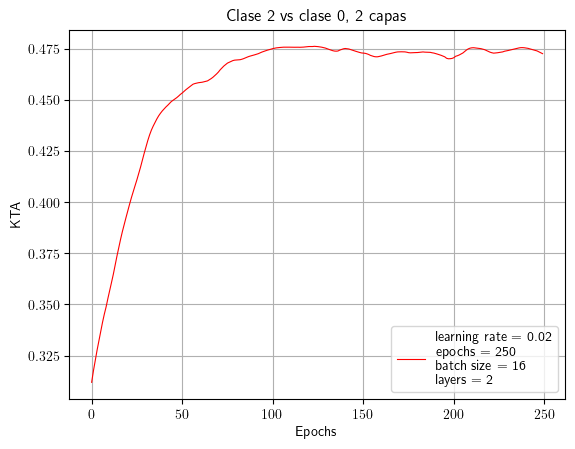 Clase 2 vs clase 0, 2 capas
0.475
0.450
0.425
0.400
0.375
0.350
0.325
KTA
learning rate = 0.02
epochs = 250
batch size = 16
layers = 2
0 50 100 150 200 250
Epochs